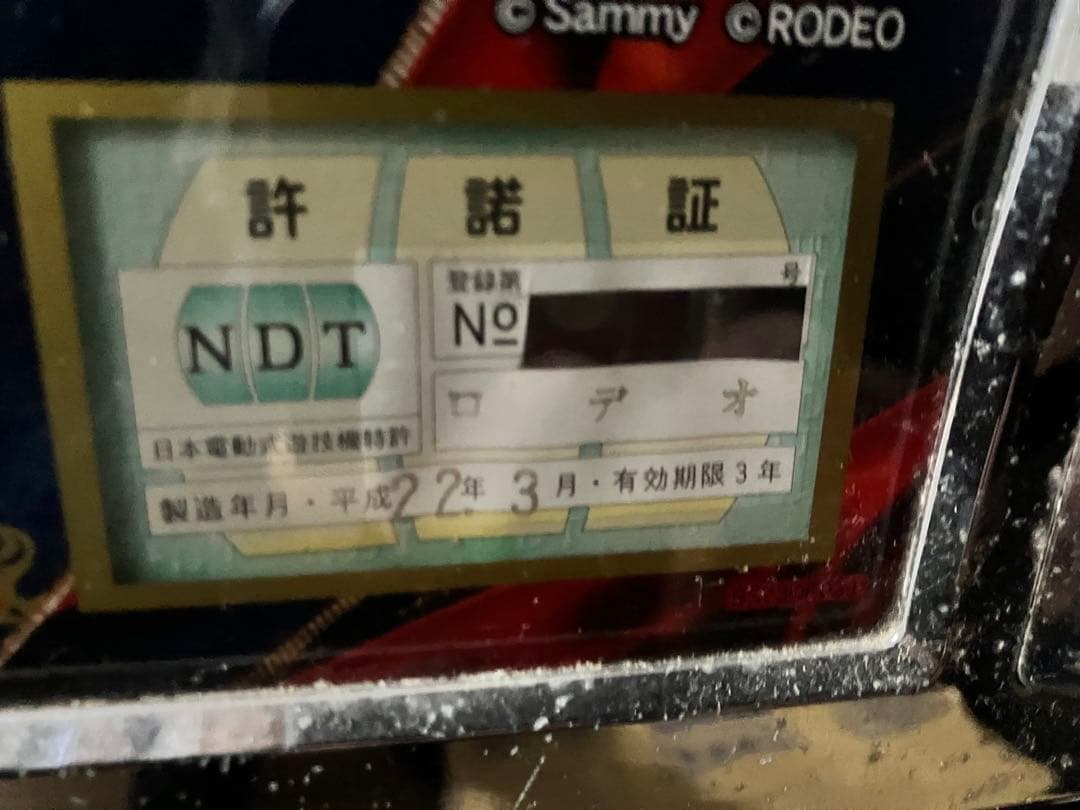 © Sammy © RODEO
許 諾 証
登録第 号
NDT
No
ロ デ オ
日本電動式遊技機特許
製造年月・平成22年 3月・有効期限3年